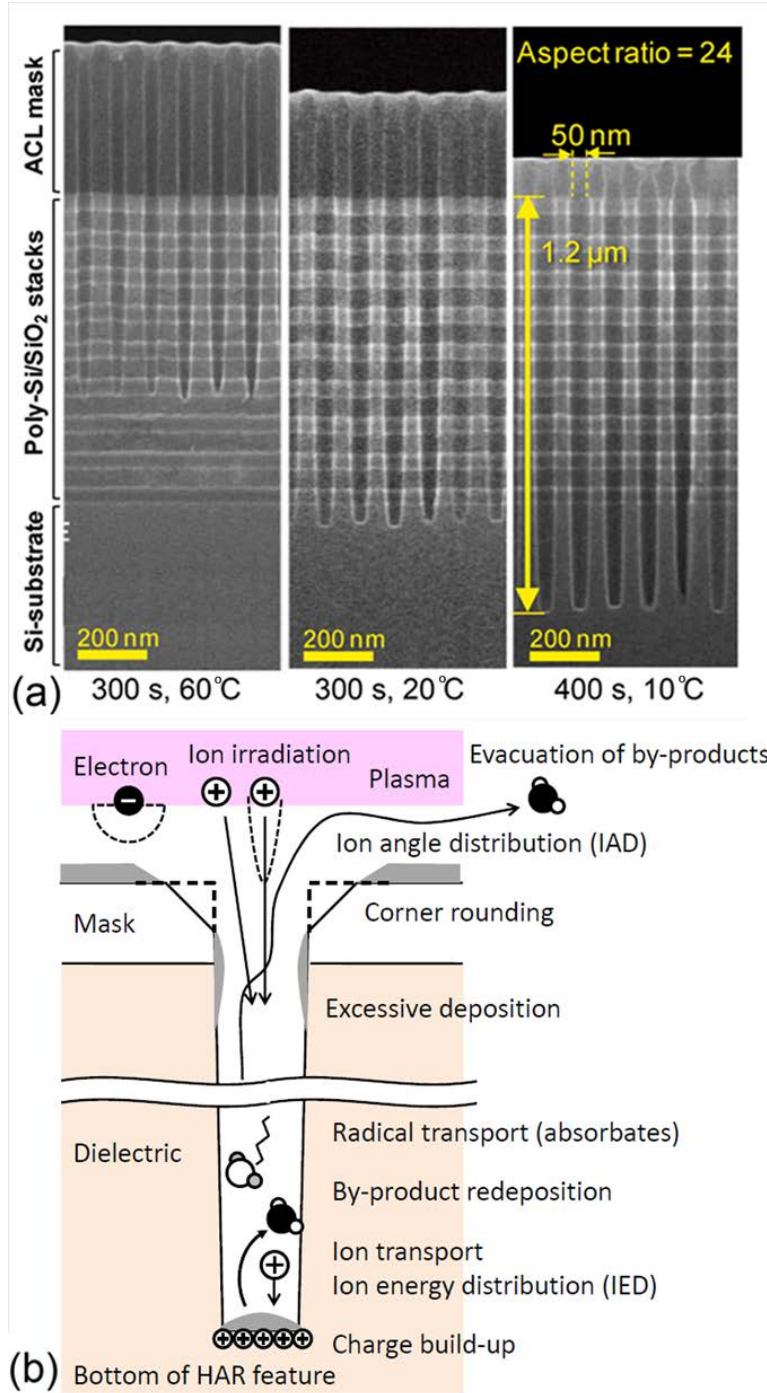 Aspect ratio = 24
50 nm
1.2 µm
ACL mask
Poly-Si/SiO₂ stacks
Si-substrate
E
200 nm
200 nm
200 nm
(a)
300 s, 60°C
300 s, 20°C
400 s, 10°C
Electron
Ion irradiation
Plasma
Evacuation of by-products
Ion angle distribution (IAD)
Mask
Corner rounding
Excessive deposition
Dielectric
Radical transport (absorbates)
By-product redeposition
Ion transport
Ion energy distribution (IED)
Charge build-up
(b)
Bottom of HAR feature